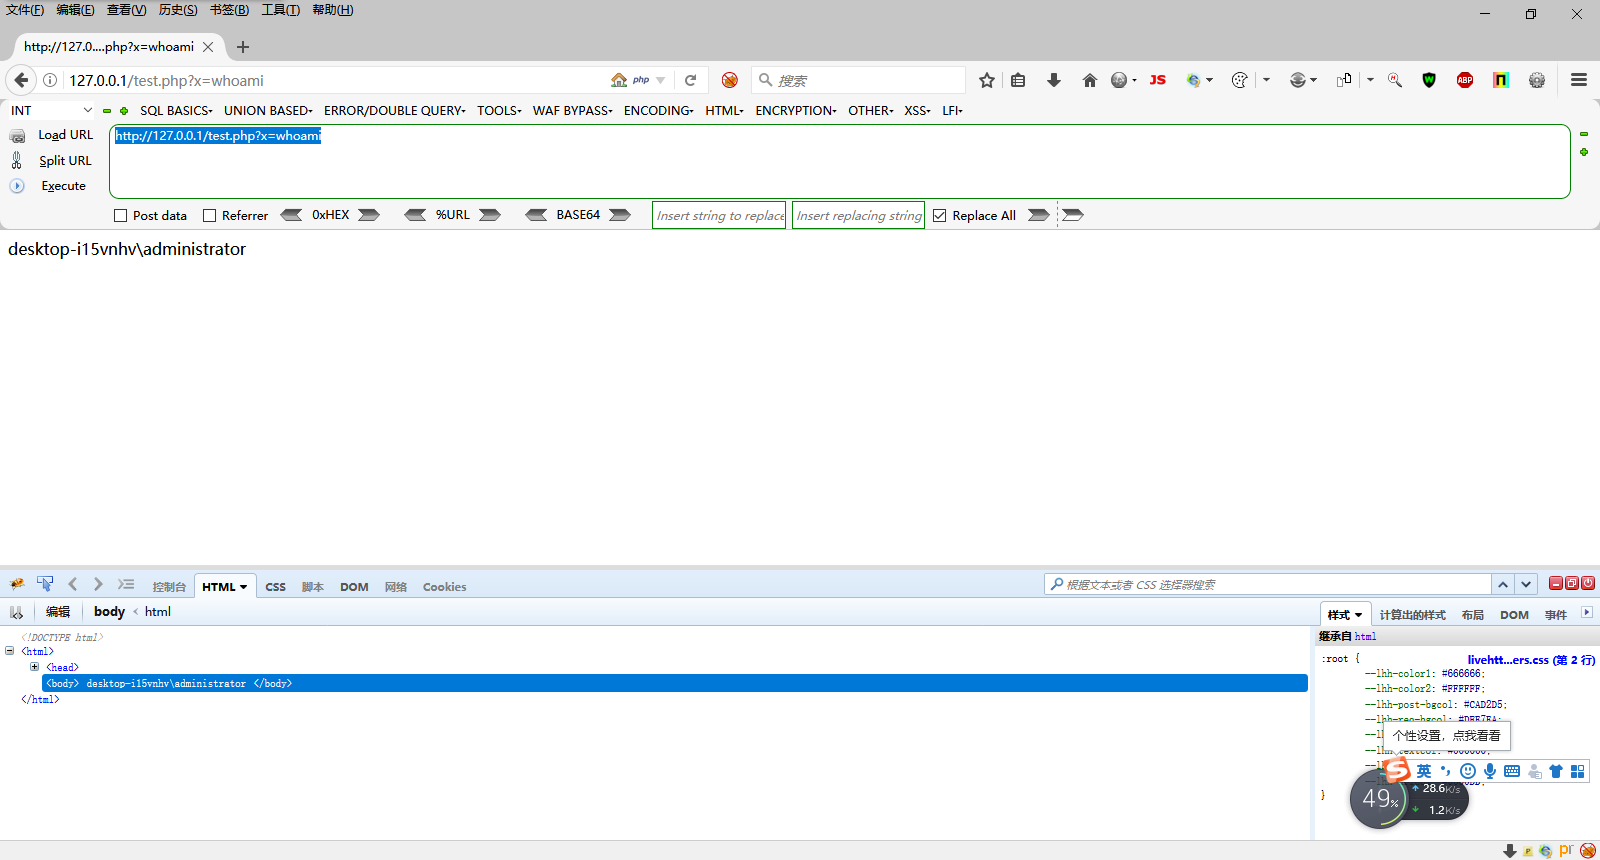 文件(F) 编辑(E) 查看(V) 历史(S) 书签(B) 工具(T) 帮助(H)
http://127.0....php?x=whoami
127.0.0.1/test.php?x=whoami php 搜索 JS ABP
INT SQL BASICS UNION BASED ERROR/DOUBLE QUERY TOOLS WAF BYPASS ENCODING HTML ENCRYPTION OTHER XSS LFI
Load URL
http://127.0.0.1/test.php?x=whoami
Split URL
Execute
Post data Referrer 0xHEX %URL BASE64 Insert string to replace Insert replacing string Replace All
desktop-i15vnhv\administrator
控制台 HTML CSS 脚本 DOM 网络 Cookies 根据文本或者 CSS 选择器搜索
编辑 body < html
样式 计算出的样式 布局 DOM 事件
<!DOCTYPE html>
<html>
<head>
<body> desktop-i15vnhv\administrator </body>
</html>
继承自 html
:root { livehtt...ers.css (第 2 行)
--lhh-color1: #666666;
--lhh-color2: #FFFFFF;
--lhh-post-bgcol: #CAD2D5;
}
个性设置，点我看看
S 英
49%
28.6K/s
1.2K/s
pr